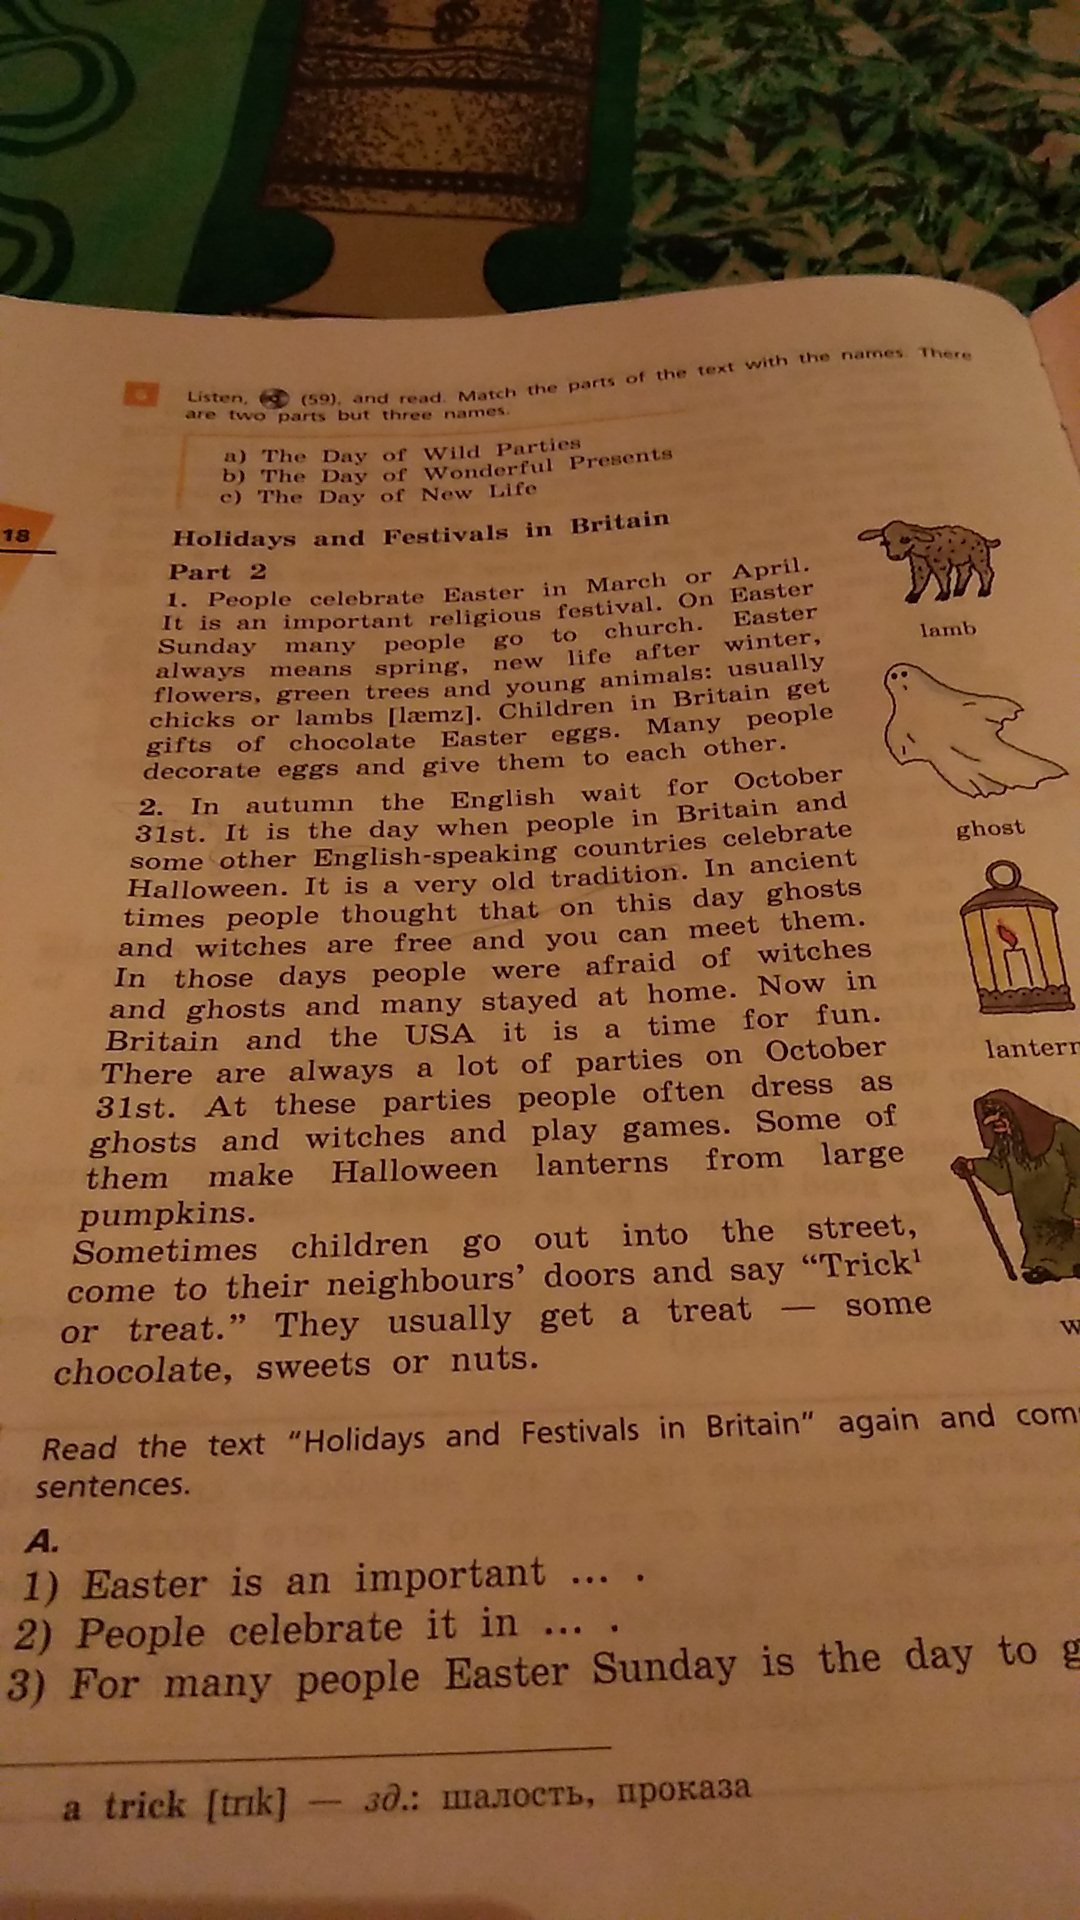 Listen, (59), and read. Match the parts of the text with the names. There
are two parts but three names.
a) The Day of Wild Parties
b) The Day of Wonderful Presents
c) The Day of New Life
18
Holidays and Festivals in Britain
Part 2
1. People celebrate Easter in March or April.
It is an important religious festival. On Easter
Sunday many people go to church. Easter
always means spring, new life after winter,
flowers, green trees and young animals: usually
chicks or lambs [læmz]. Children in Britain get
gifts of chocolate Easter eggs. Many people
decorate eggs and give them to each other.
lamb
ghost
lantern
2. In autumn the English wait for October
31st. It is the day when people in Britain and
some other English-speaking countries celebrate
Halloween. It is a very old tradition. In ancient
times people thought that on this day ghosts
and witches are free and you can meet them.
In those days people were afraid of witches
and ghosts and many stayed at home. Now in
Britain and the USA it is a time for fun.
There are always a lot of parties on October
31st. At these parties people often dress as
ghosts and witches and play games. Some of
them make Halloween lanterns from large
pumpkins.
Sometimes children go out into the street,
come to their neighbours' doors and say "Trick¹
or treat." They usually get a treat — some
chocolate, sweets or nuts.
Read the text "Holidays and Festivals in Britain" again and
sentences.
A.
1) Easter is an important ... .
2) People celebrate it in ... .
3) For many people Easter Sunday is the day to
a trick [trɪk] — зд.: шалость, проказа